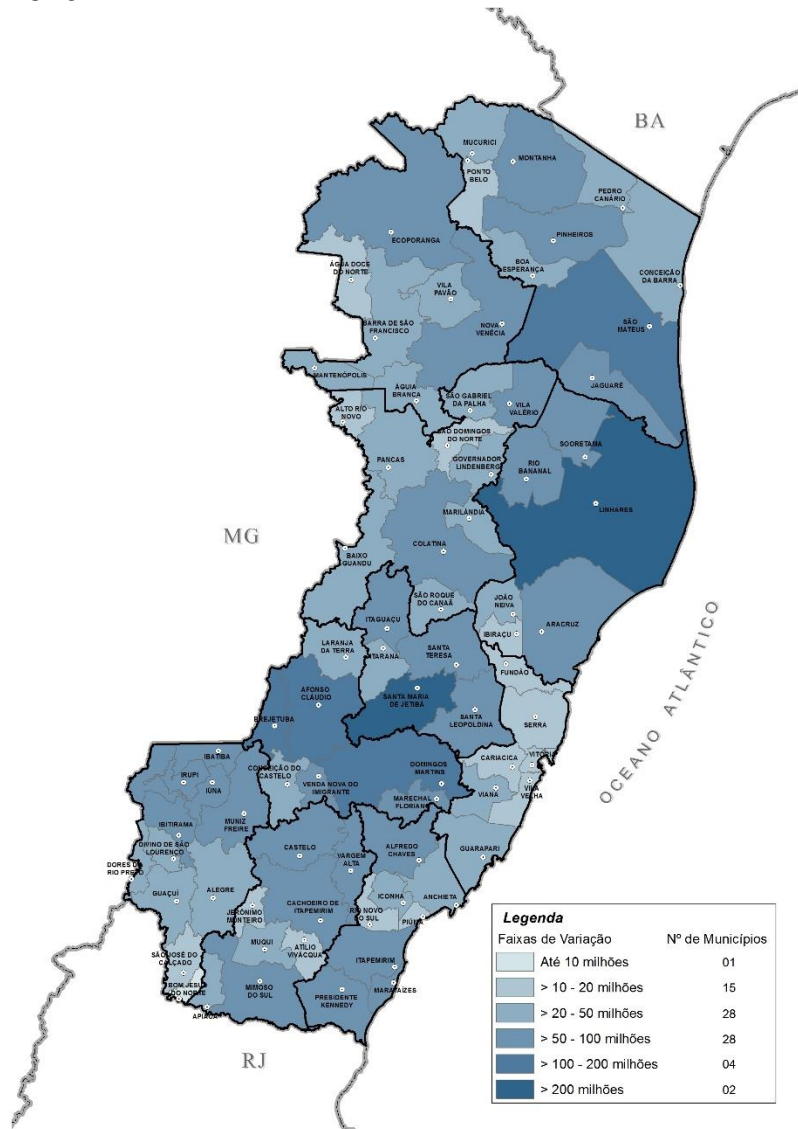 BA
MUCURICI
MONTANHA
PONTO
BELO
PEDRO
CANÁRIO
ECOPORANGA
PINHEIROS
ÁGUA DOCE
DO NORTE
BOA
ESPERANÇA
CONCEIÇÃO
DA BARRA
VILA
PAVÃO
BARRA DE SÃO
FRANCISCO
NOVA
VENÉCIA
SÃO
MATEUS
MANTENÓPOLIS
JAGUARÉ
ÁGUIA
BRANCA
SÃO GABRIEL
DA PALHA
VILA
VALÉRIO
ALTO RIO
NOVO
SÃO DOMINGOS
DO NORTE
SOORETAMA
PANCAS
GOVERNADOR
LINDENBERG
RIO
BANANAL
LINHARES
MARILÂNDIA
MG
COLATINA
BAIXO
GUANDU
SÃO ROQUE
DO CANAÃ
JOÃO
NEIVA
ITAGUAÇU
IBIRAÇU
ARACRUZ
LARANJA
DA TERRA
ITARANA
SANTA
TERESA
FUNDÃO
AFONSO
CLÁUDIO
SANTA MARIA
DE JETIBÁ
SANTA
LEOPOLDINA
SERRA
BREJETUBA
OCEANO ATLÂNTICO
IBATIBA
CONCEIÇÃO DO
CASTELO
DOMINGOS
MARTINS
CARIACICA
VITÓRIA
IRUPI
IÚNA
VENDA NOVA DO
IMIGRANTE
VIANA
VILA
VELHA
MARECHAL
FLORIANO
IBITIRAMA
MUNIZ
FREIRE
DIVINO DE SÃO
LOURENÇO
CASTELO
VARGEM
ALTA
ALFREDO
CHAVES
GUARAPARI
DORES DO
RIO PRETO
GUAÇUÍ
ALEGRE
JERÔNIMO
MONTEIRO
CACHOEIRO DE
ITAPEMIRIM
ICONHA
ANCHIETA
RIO NOVO
DO SUL
PIÚMA
MUQUI
ATÍLIO
VIVÁCQUA
SÃO JOSÉ DO
CALÇADO
ITAPEMIRIM
BOM JESUS
DO NORTE
MIMOSO
DO SUL
PRESIDENTE
KENNEDY
MARATAÍZES
APIACÁ
RJ
Legenda
Faixas de Variação Nº de Municípios
Até 10 milhões 01
> 10 - 20 milhões 15
> 20 - 50 milhões 28
> 50 - 100 milhões 28
> 100 - 200 milhões 04
> 200 milhões 02